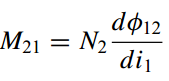 M₂₁ = N₂ dϕ₁₂/di₁